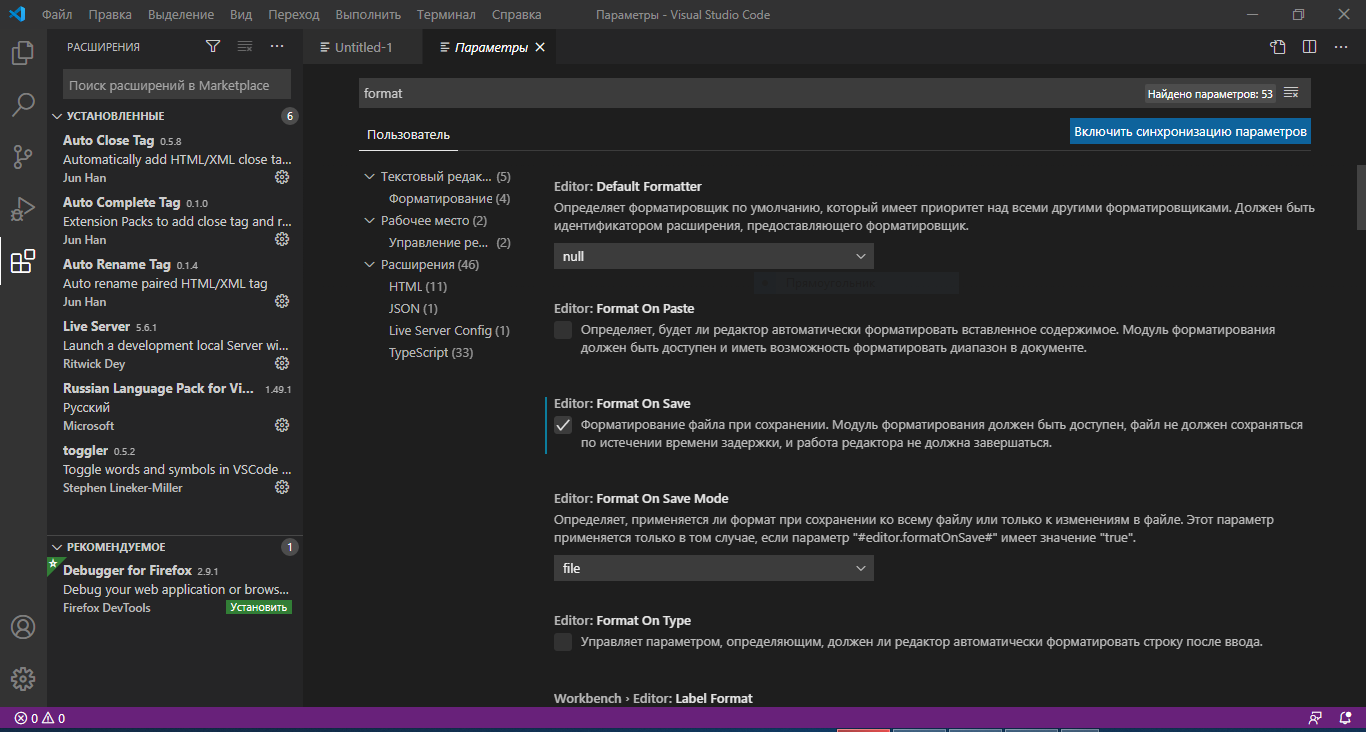 Файл Правка Выделение Вид Переход Выполнить Терминал Справка Параметры - Visual Studio Code
РАСШИРЕНИЯ
Поиск расширений в Marketplace
УСТАНОВЛЕННЫЕ 6
Auto Close Tag 0.5.8
Automatically add HTML/XML close ta...
Jun Han
Auto Complete Tag 0.1.0
Extension Packs to add close tag and r...
Jun Han
Auto Rename Tag 0.1.4
Auto rename paired HTML/XML tag
Jun Han
Live Server 5.6.1
Launch a development local Server wi...
Ritwick Dey
Russian Language Pack for Vi... 1.49.1
Русский
Microsoft
toggler 0.5.2
Toggle words and symbols in VSCode ...
Stephen Lineker-Miller
РЕКОМЕНДУЕМОЕ 1
Debugger for Firefox 2.9.1
Debug your web application or brows...
Firefox DevTools Установить
Untitled-1 Параметры
format Найдено параметров: 53
Пользователь Включить синхронизацию параметров
Текстовый редак... (5)
Форматирование (4)
Рабочее место (2)
Управление ре... (2)
Расширения (46)
HTML (11)
JSON (1)
Live Server Config (1)
TypeScript (33)
Editor: Default Formatter
Определяет форматировщик по умолчанию, который имеет приоритет над всеми другими форматировщиками. Должен быть
идентификатором расширения, предоставляющего форматировщик.
null
Editor: Format On Paste
Определяет, будет ли редактор автоматически форматировать вставленное содержимое. Модуль форматирования
должен быть доступен и иметь возможность форматировать диапазон в документе.
Editor: Format On Save
Форматирование файла при сохранении. Модуль форматирования должен быть доступен, файл не должен сохраняться
по истечении времени задержки, и работа редактора не должна завершаться.
Editor: Format On Save Mode
Определяет, применяется ли формат при сохранении ко всему файлу или только к изменениям в файле. Этот параметр
применяется только в том случае, если параметр "#editor.formatOnSave#" имеет значение "true".
file
Editor: Format On Type
Управляет параметром, определяющим, должен ли редактор автоматически форматировать строку после ввода.
Workbench › Editor: Label Format
0 0